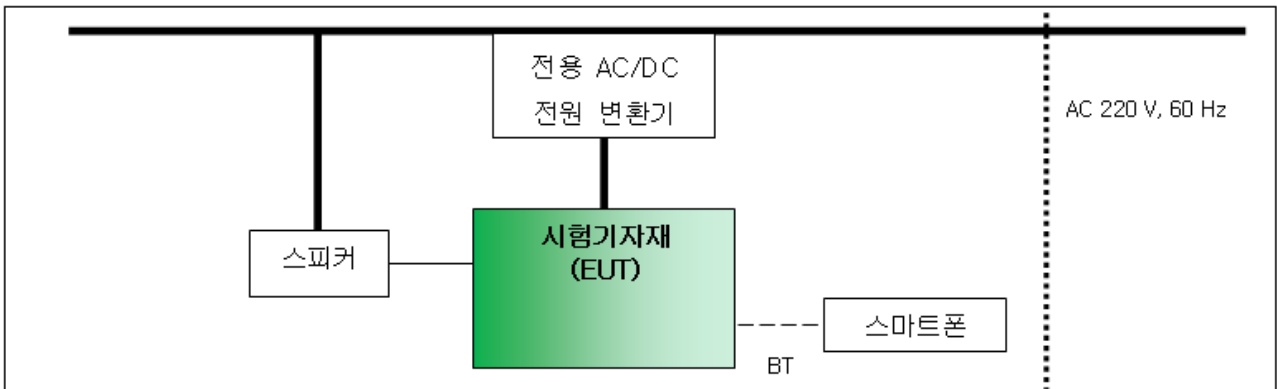 전용 AC/DC
전원 변환기
AC 220 V, 60 Hz
시험기자재
(EUT)
스피커
스마트폰
BT